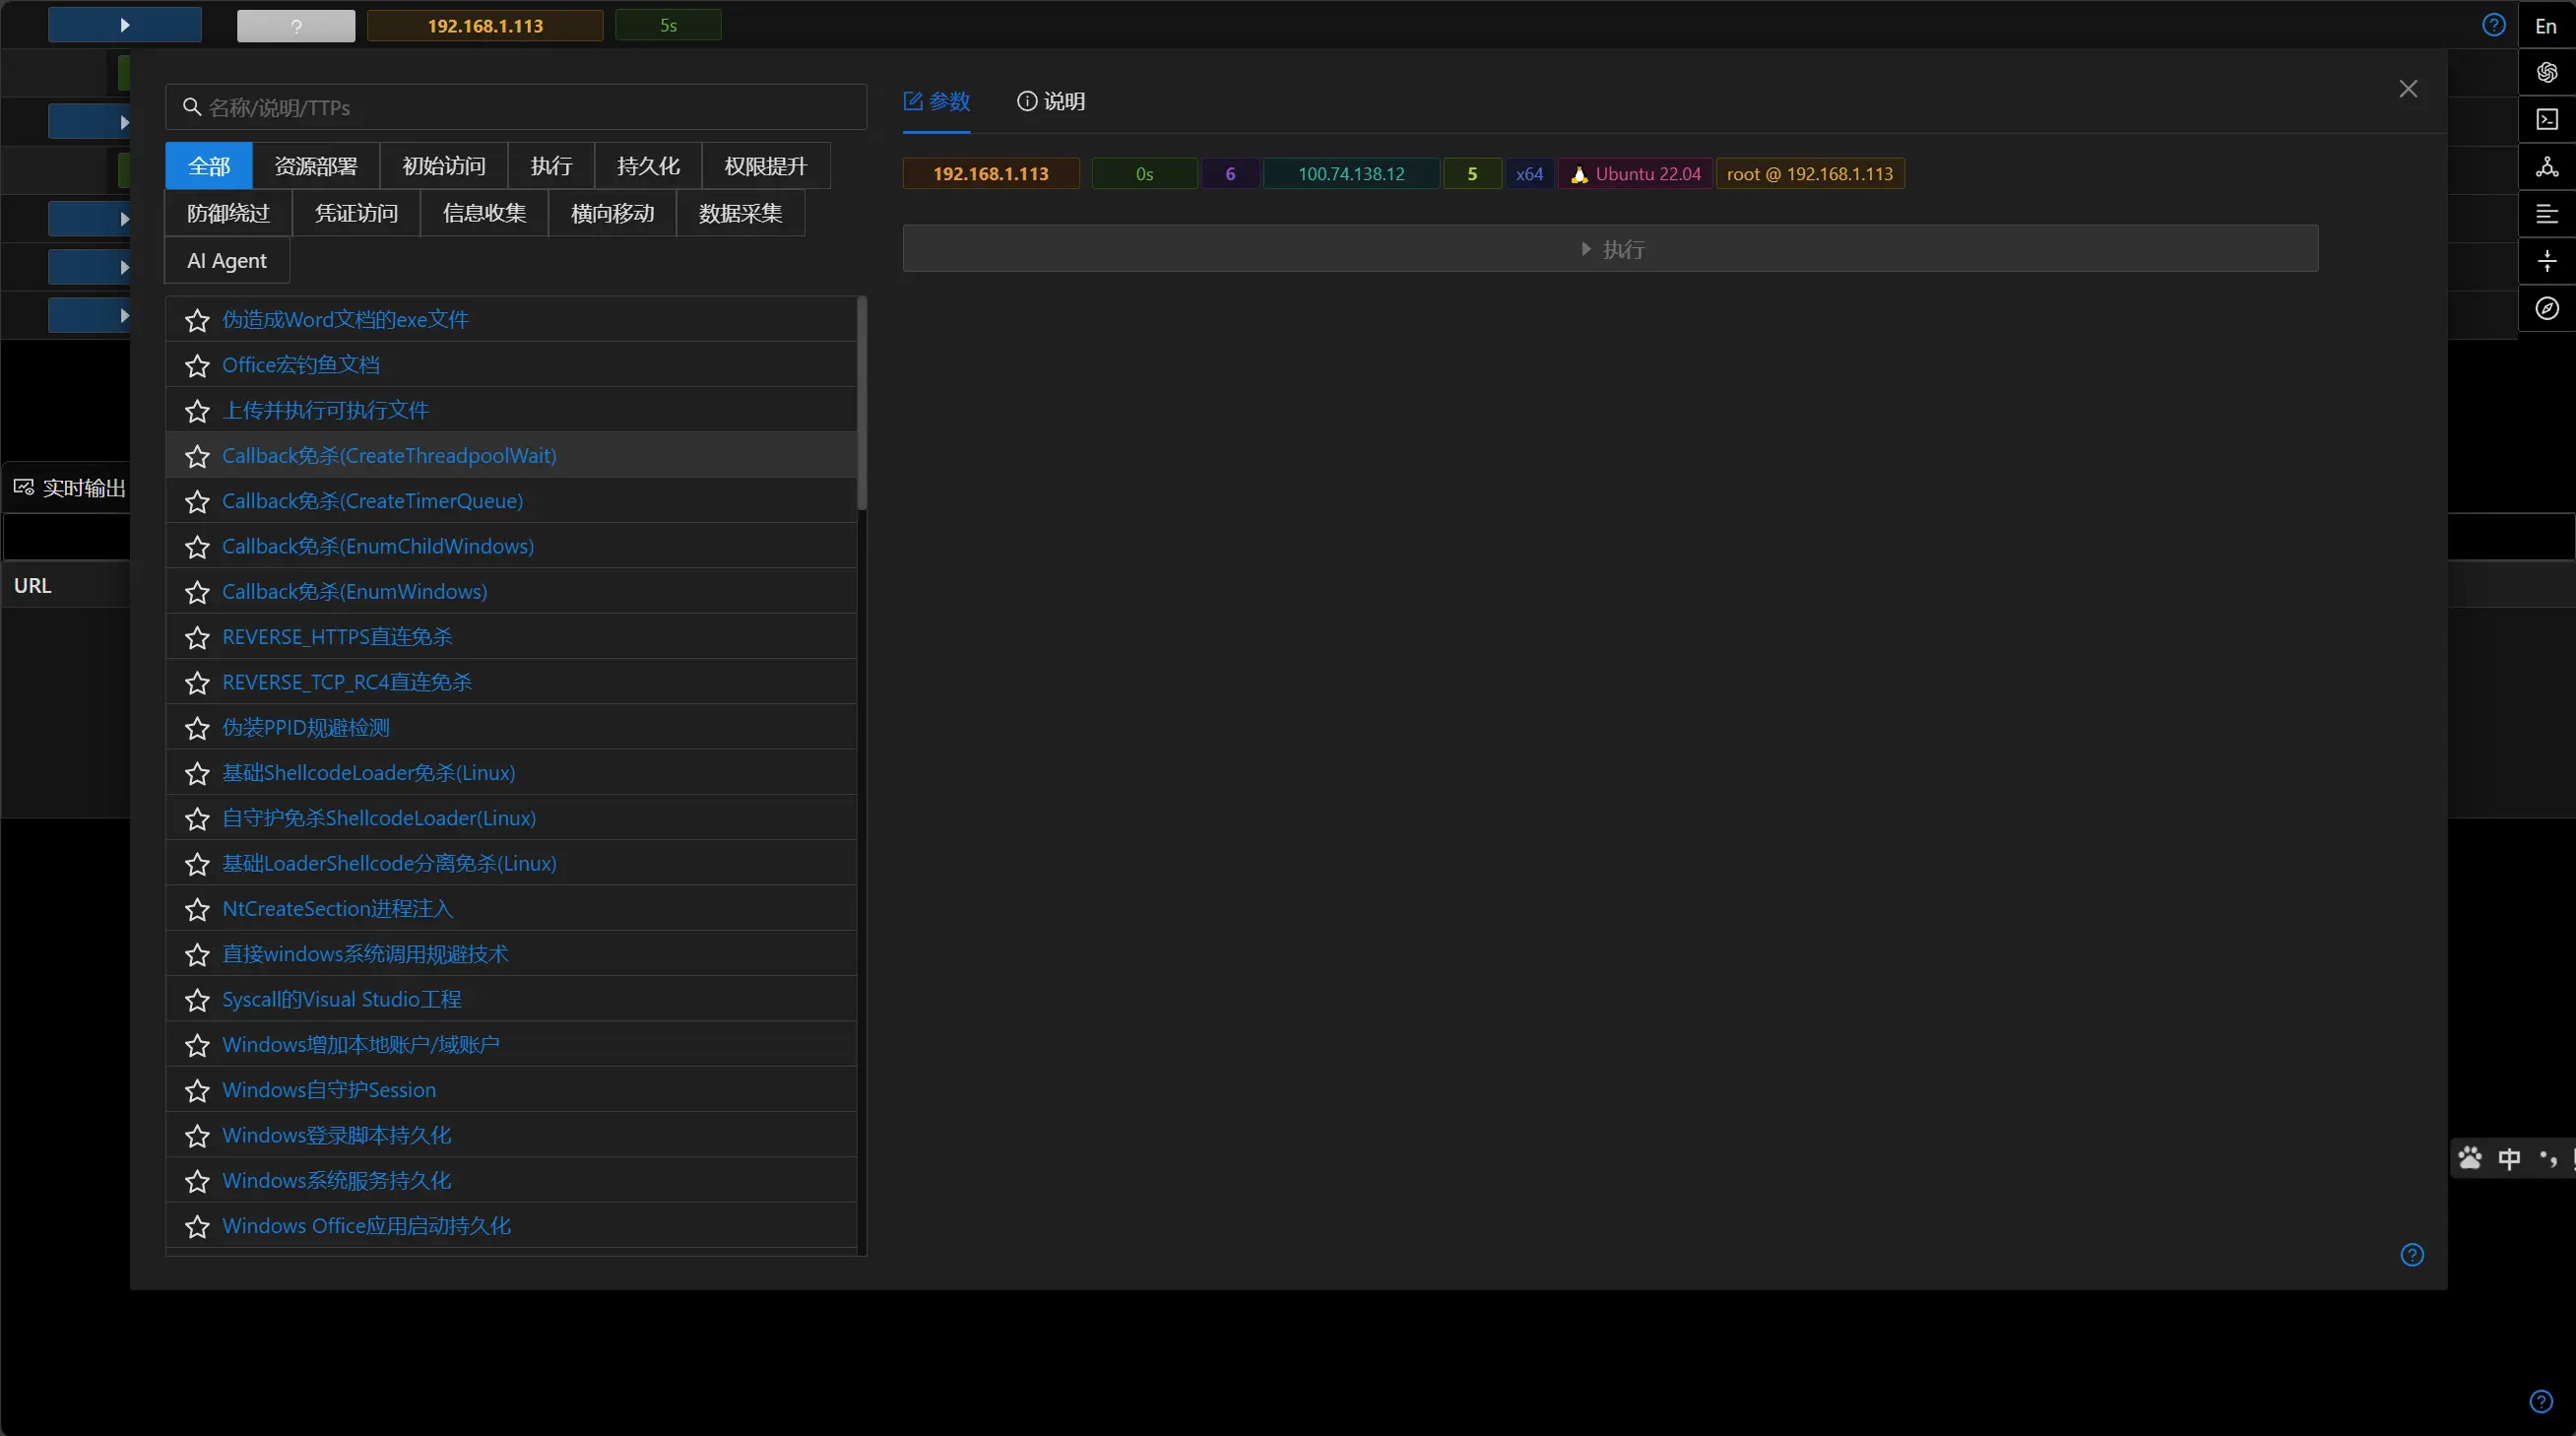 ? 192.168.1.113 5s En
名称/说明/TTPs
参数 说明
全部 资源部署 初始访问 执行 持久化 权限提升
192.168.1.113 0s 6 100.74.138.12 5 x64 Ubuntu 22.04 root @ 192.168.1.113
防御绕过 凭证访问 信息收集 横向移动 数据采集
执行
AI Agent
伪造成Word文档的exe文件
Office宏钓鱼文档
上传并执行可执行文件
Callback免杀(CreateThreadpoolWait)
实时输出
Callback免杀(CreateTimerQueue)
Callback免杀(EnumChildWindows)
URL
Callback免杀(EnumWindows)
REVERSE_HTTPS直连免杀
REVERSE_TCP_RC4直连免杀
伪装PPID规避检测
基础ShellcodeLoader免杀(Linux)
自守护免杀ShellcodeLoader(Linux)
基础LoaderShellcode分离免杀(Linux)
NtCreateSection进程注入
直接windows系统调用规避技术
Syscall的Visual Studio工程
Windows增加本地账户/域账户
Windows自守护Session
Windows登录脚本持久化
中 •,
Windows系统服务持久化
Windows Office应用启动持久化